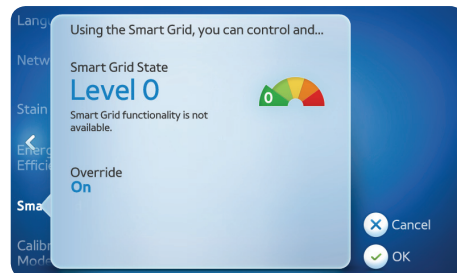 Using the Smart Grid, you can control and...
Smart Grid State
Level 0
0
Smart Grid functionality is not
available.
Override
On
Stain
Cancel
OK